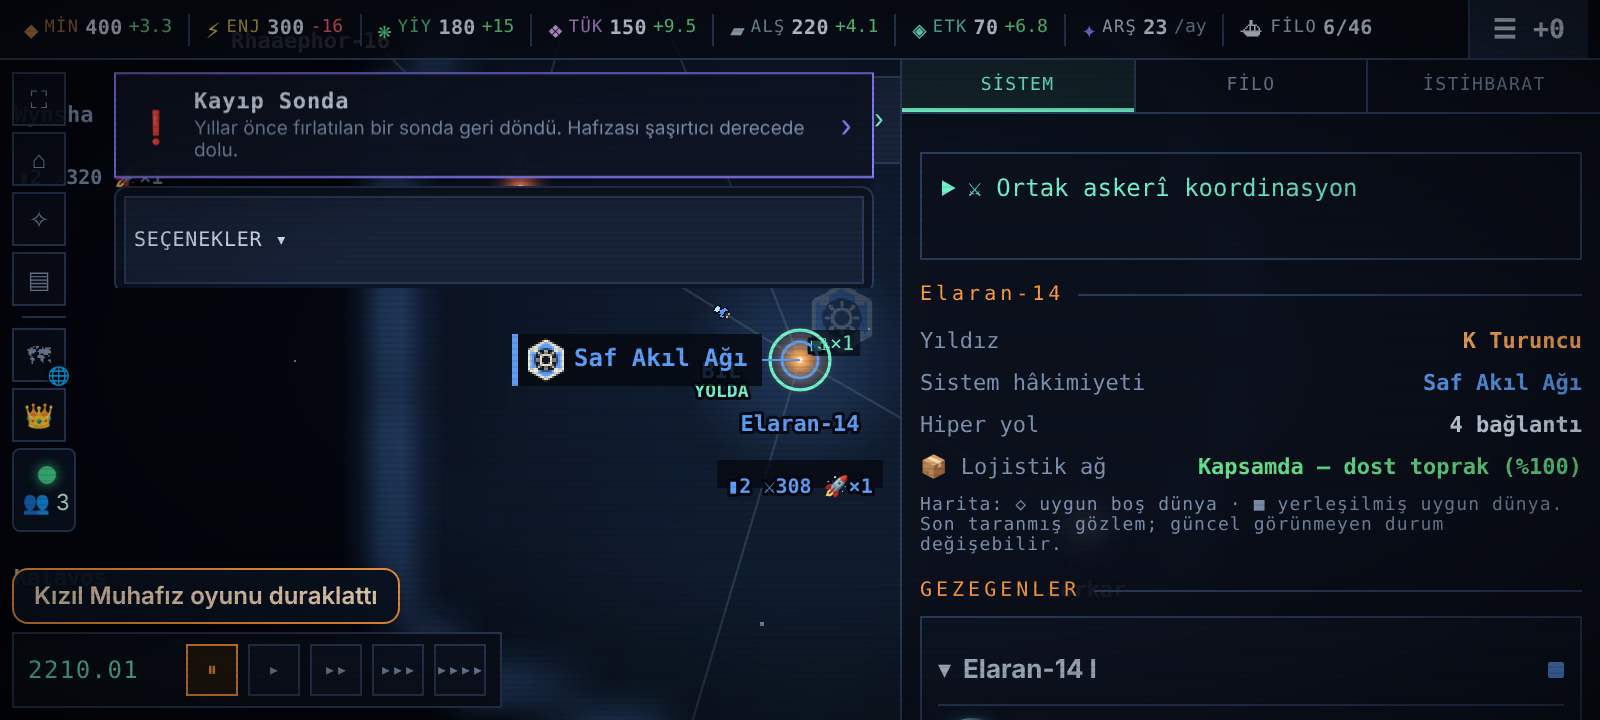 MİN 400 +3.3 ENJ 300 -16 YİY 180 +15 TÜK 150 +9.5 ALŞ 220 +4.1 ETK 70 +6.8 ARŞ 23 /ay FİLO 6/46 ☰ +0
Rhaaephor-16
SİSTEM FİLO İSTİHBARAT
Kayıp Sonda
Yıllar önce fırlatılan bir sonda geri döndü. Hafızası şaşırtıcı derecede
dolu.
Wynsha
2 320 ×1
SEÇENEKLER ▾
Saf Akıl Ağı
×1
YOLDA
Elaran-14
2 ⚔308 🚀×1
👥 3
Kalavos
Kızıl Muhafız oyunu duraklattı
2210.01
▶ ⚔ Ortak askerî koordinasyon
Elaran-14
Yıldız K Turuncu
Sistem hâkimiyeti Saf Akıl Ağı
Hiper yol 4 bağlantı
📦 Lojistik ağ Kapsamda — dost toprak (%100)
Harita: ◇ uygun boş dünya · ■ yerleşilmiş uygun dünya.
Son taranmış gözlem; güncel görünmeyen durum
değişebilir.
GEZEGENLER
▼ Elaran-14 I